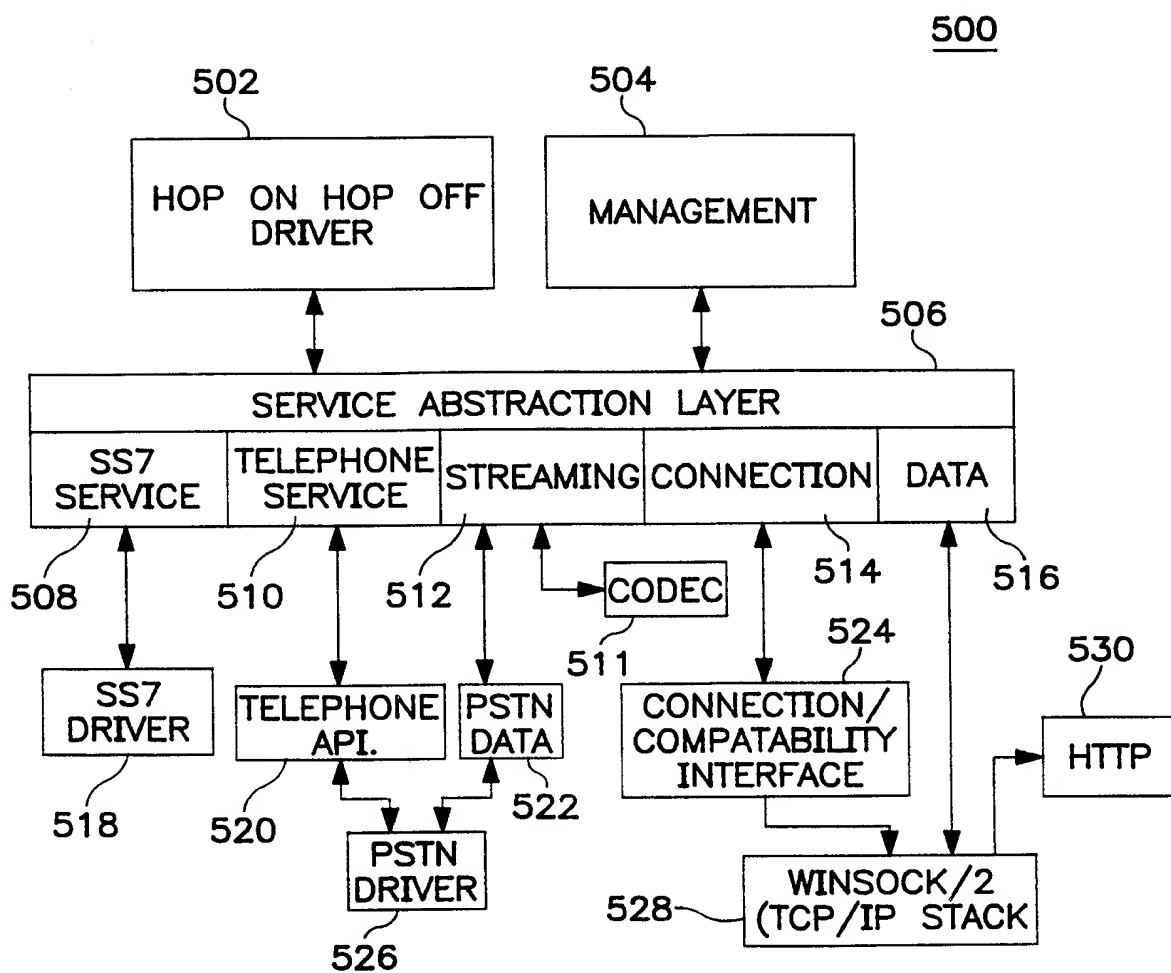 500
502
504
HOP ON HOP OFF
DRIVER
MANAGEMENT
506
SERVICE ABSTRACTION LAYER
SS7
SERVICE
TELEPHONE
SERVICE
STREAMING
CONNECTION
DATA
508
510
512
CODEC
511
514
516
524
530
SS7
DRIVER
TELEPHONE
API.
PSTN
DATA
CONNECTION/
COMPATABILITY
INTERFACE
HTTP
518
520
522
PSTN
DRIVER
526
528
WINSOCK/2
(TCP/IP STACK